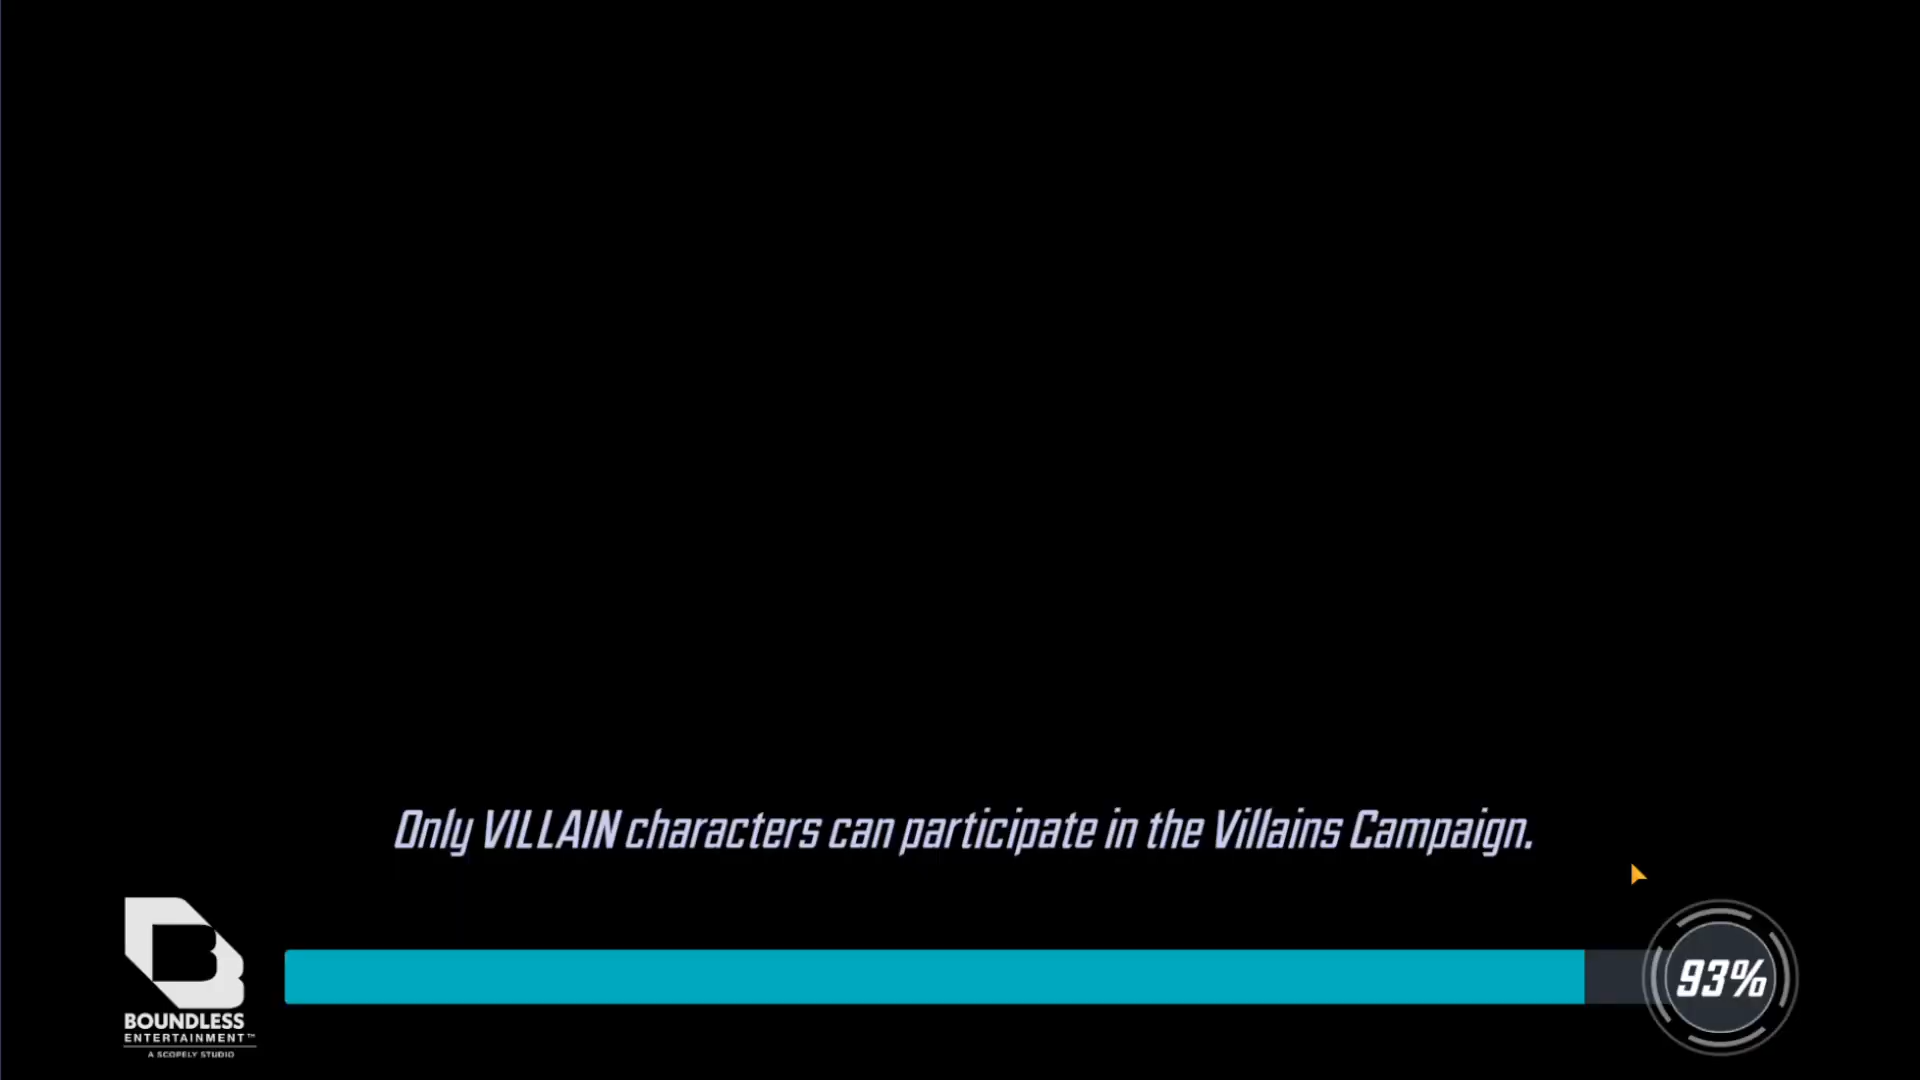 Only VILLAIN characters can participate in the Villains Campaign.
93%
BOUNDLESS
ENTERTAINMENT™
A SCOPELY STUDIO